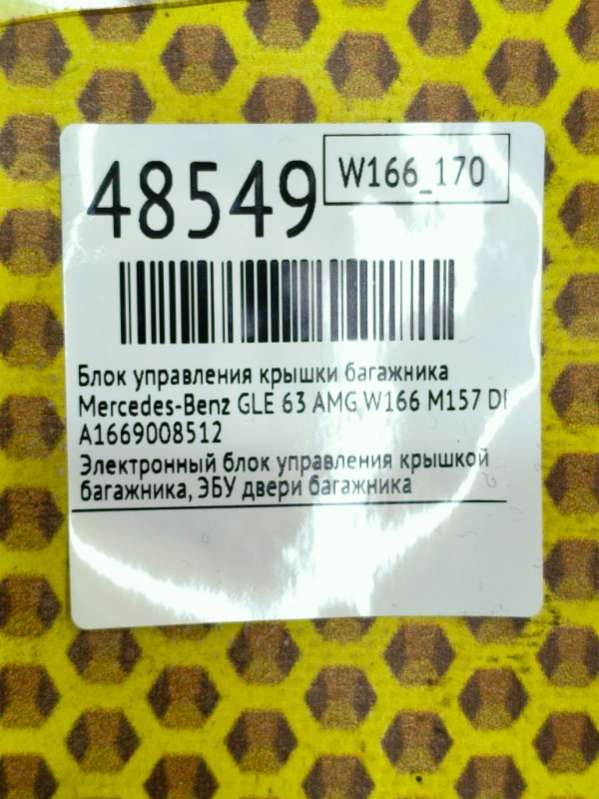 48549
W166_170
Блок управления крышки багажника
Mercedes-Benz GLE 63 AMG W166 M157 DI
A1669008512
Электронный блок управления крышкой
багажника, ЭБУ двери багажника